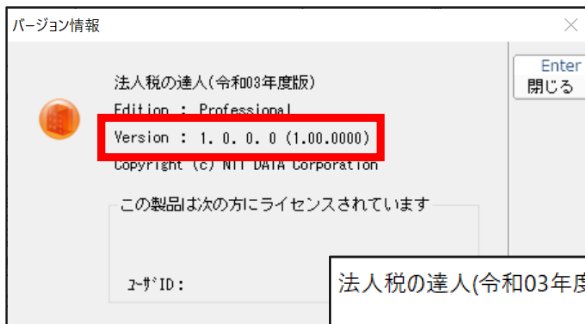 バージョン情報
法人税の達人(令和03年度版)
Edition : Professional
Version : 1. 0. 0. 0 (1.00.0000)
Copyright (c) NTT DATA Corporation
Enter
閉じる
この製品は次の方にライセンスされています
ﾕｰｻﾞID:
法人税の達人(令和03年度